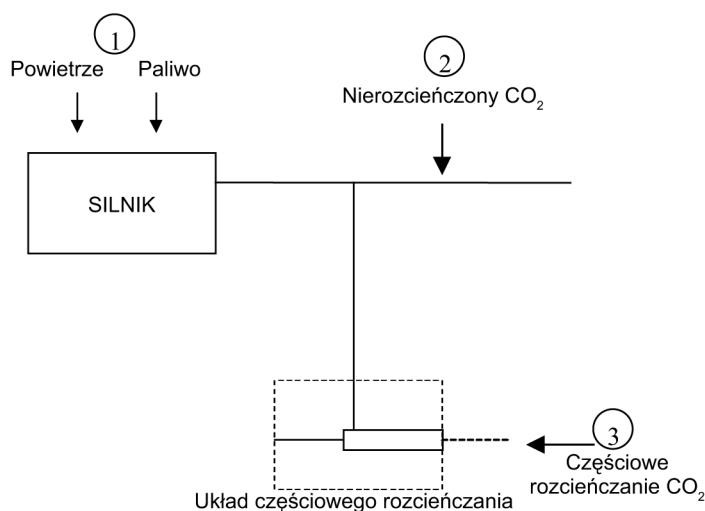 1
Powietrze Paliwo
2
Nierozcieńczony CO2
SILNIK
3
Częściowe
rozcieńczanie CO2
Układ częściowego rozcieńczania